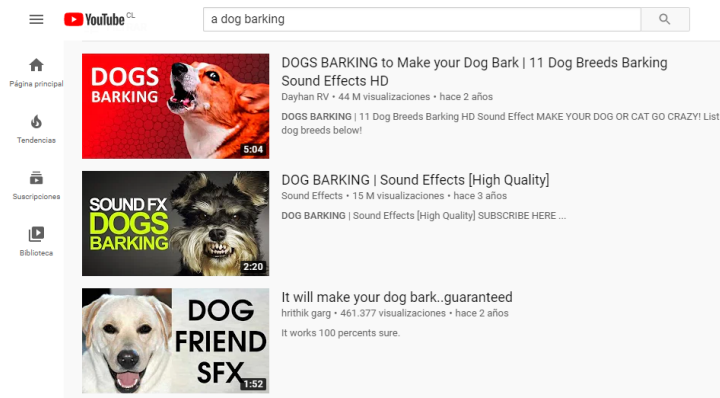 YouTube CL
a dog barking
Página principal
Tendencias
Suscripciones
Biblioteca
DOGS
BARKING
5:04
DOGS BARKING to Make your Dog Bark | 11 Dog Breeds Barking
Sound Effects HD
Dayhan RV • 44 M visualizaciones • hace 2 años
DOGS BARKING | 11 Dog Breeds Barking HD Sound Effect MAKE YOUR DOG OR CAT GO CRAZY! List
dog breeds below!
SOUND FX
DOGS
BARKING
2:20
DOG BARKING | Sound Effects [High Quality]
Sound Effects • 15 M visualizaciones • hace 3 años
DOG BARKING | Sound Effects [High Quality] SUBSCRIBE HERE ...
DOG
FRIEND
SFX
1:52
It will make your dog bark..guaranteed
hrithik garg • 461.377 visualizaciones • hace 2 años
It works 100 percents sure.